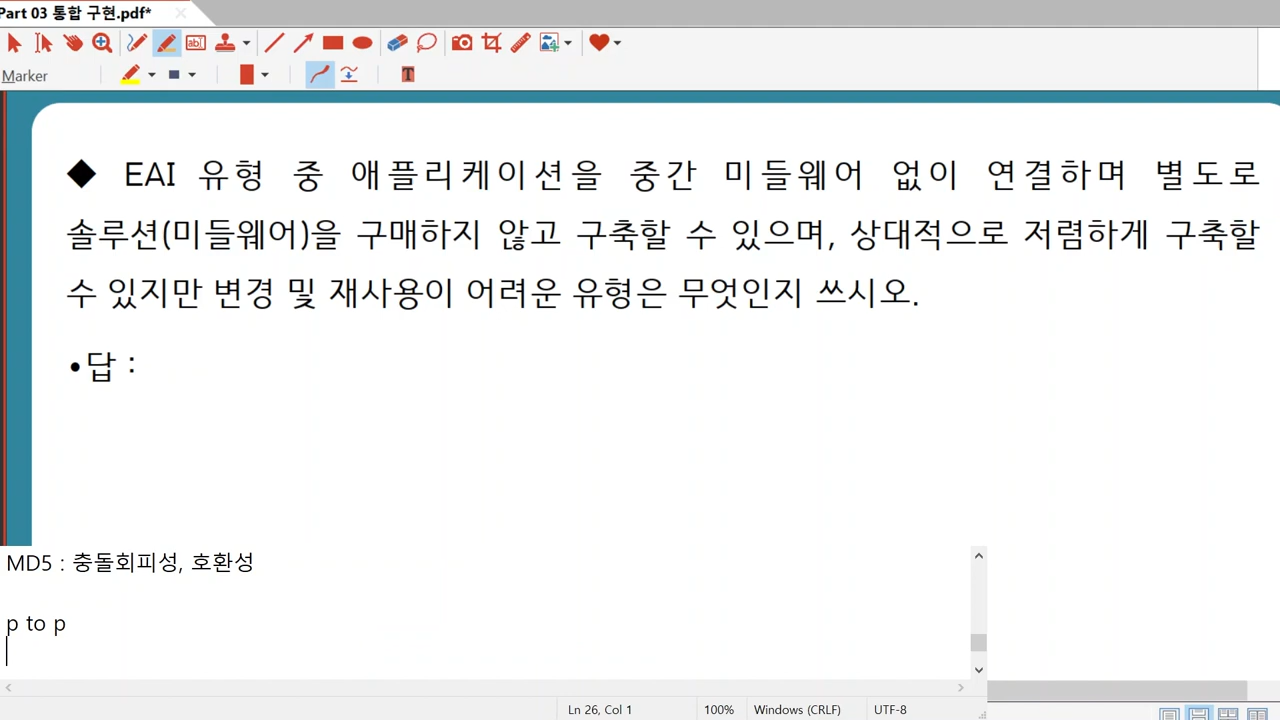 Part 03 통합 구현.pdf*
Marker
◆ EAI 유형 중 애플리케이션을 중간 미들웨어 없이 연결하며 별도로
솔루션(미들웨어)을 구매하지 않고 구축할 수 있으며, 상대적으로 저렴하게 구축할
수 있지만 변경 및 재사용이 어려운 유형은 무엇인지 쓰시오.
•답 :
MD5 : 충돌회피성, 호환성
p to p
Ln 26, Col 1 100% Windows (CRLF) UTF-8